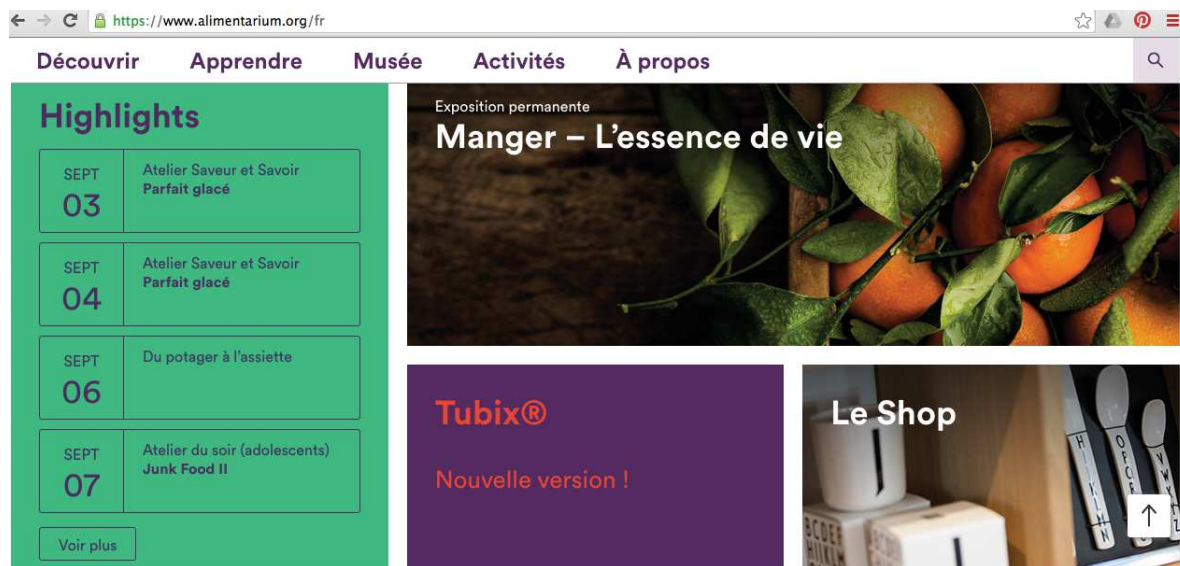 https://www.alimentarium.org/fr
Découvrir Apprendre Musée Activités À propos
Highlights
SEPT
03
Atelier Saveur et Savoir
Parfait glacé
SEPT
04
Atelier Saveur et Savoir
Parfait glacé
SEPT
06
Du potager à l'assiette
SEPT
07
Atelier du soir (adolescents)
Junk Food II
Voir plus
Exposition permanente
Manger – L'essence de vie
Tubix®
Nouvelle version !
Le Shop